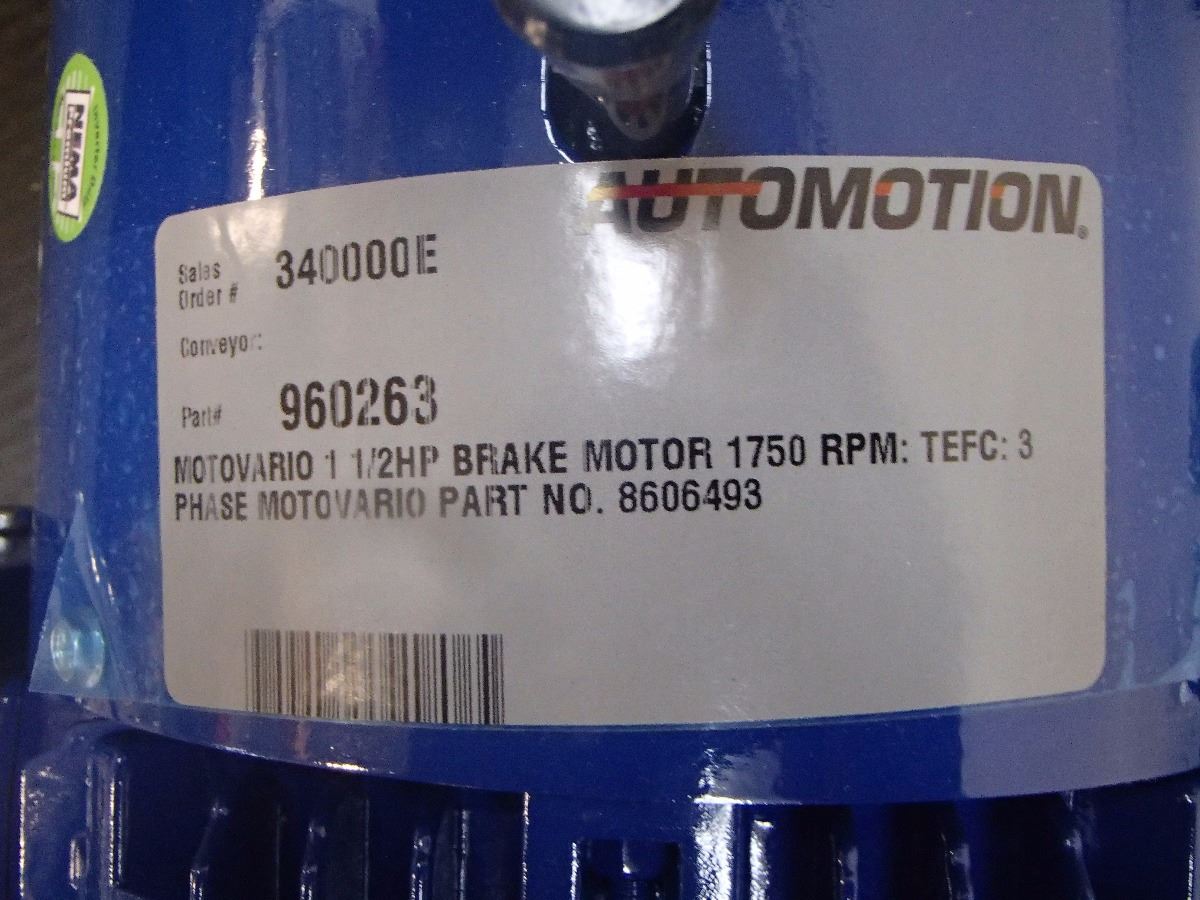 NEMA
AUTOMOTION®
Sales
Order # 340000E
Conveyor:
Part# 960263
MOTOVARIO 1 1/2HP BRAKE MOTOR 1750 RPM: TEFC: 3
PHASE MOTOVARIO PART NO. 8606493